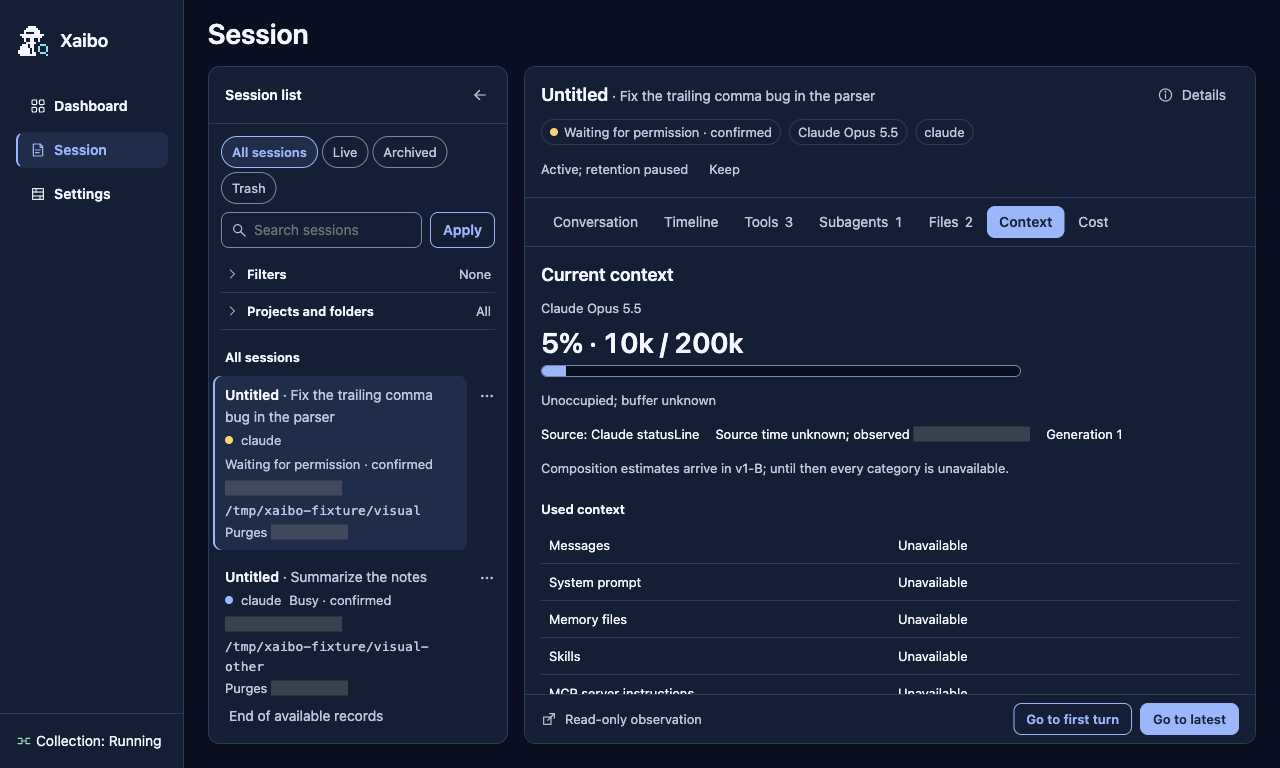 Xaibo
Dashboard
Session
Settings
Collection: Running
Session
Session list
All sessions
Live
Archived
Trash
Search sessions
Apply
Filters
None
Projects and folders
All
All sessions
Untitled · Fix the trailing comma
bug in the parser
claude
Waiting for permission · confirmed
/tmp/xaibo-fixture/visual
Purges
Untitled · Summarize the notes
claude Busy · confirmed
/tmp/xaibo-fixture/visual-
other
Purges
End of available records
Untitled · Fix the trailing comma bug in the parser
Details
Waiting for permission · confirmed
Claude Opus 5.5
claude
Active; retention paused
Keep
Conversation
Timeline
Tools 3
Subagents 1
Files 2
Context
Cost
Current context
Claude Opus 5.5
5% · 10k / 200k
Unoccupied; buffer unknown
Source: Claude statusLine Source time unknown; observed Generation 1
Composition estimates arrive in v1-B; until then every category is unavailable.
Used context
Messages Unavailable
System prompt Unavailable
Memory files Unavailable
Skills Unavailable
MCP server instructions Unavailable
Read-only observation
Go to first turn
Go to latest